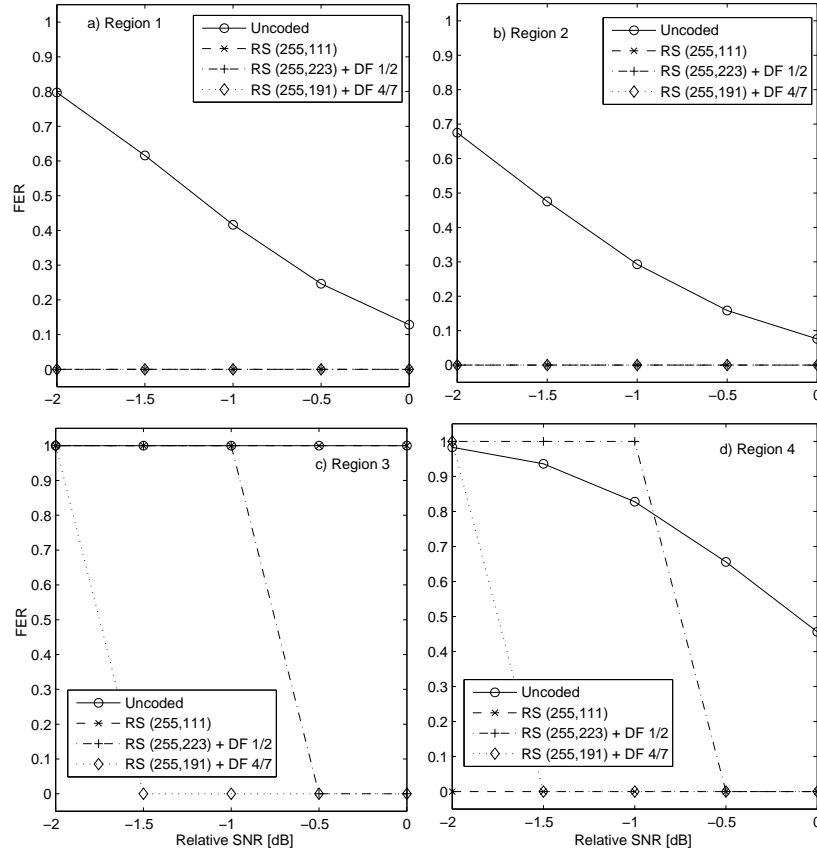 a) Region 1
Uncoded
RS (255,111)
RS (255,223) + DF 1/2
RS (255,191) + DF 4/7
1
0.9
0.8
0.7
0.6
0.5
0.4
0.3
0.2
0.1
0
FER
−2
−1.5
−1
−0.5
0
b) Region 2
Uncoded
RS (255,111)
RS (255,223) + DF 1/2
RS (255,191) + DF 4/7
1
0.9
0.8
0.7
0.6
0.5
0.4
0.3
0.2
0.1
0
−2
−1.5
−1
−0.5
0
c) Region 3
1
0.9
0.8
0.7
0.6
0.5
0.4
0.3
0.2
0.1
0
FER
Uncoded
RS (255,111)
RS (255,223) + DF 1/2
RS (255,191) + DF 4/7
−2
−1.5
−1
−0.5
0
Relative SNR [dB]
d) Region 4
1
0.9
0.8
0.7
0.6
0.5
0.4
0.3
0.2
0.1
0
Uncoded
RS (255,111)
RS (255,223) + DF 1/2
RS (255,191) + DF 4/7
−2
−1.5
−1
−0.5
0
Relative SNR [dB]